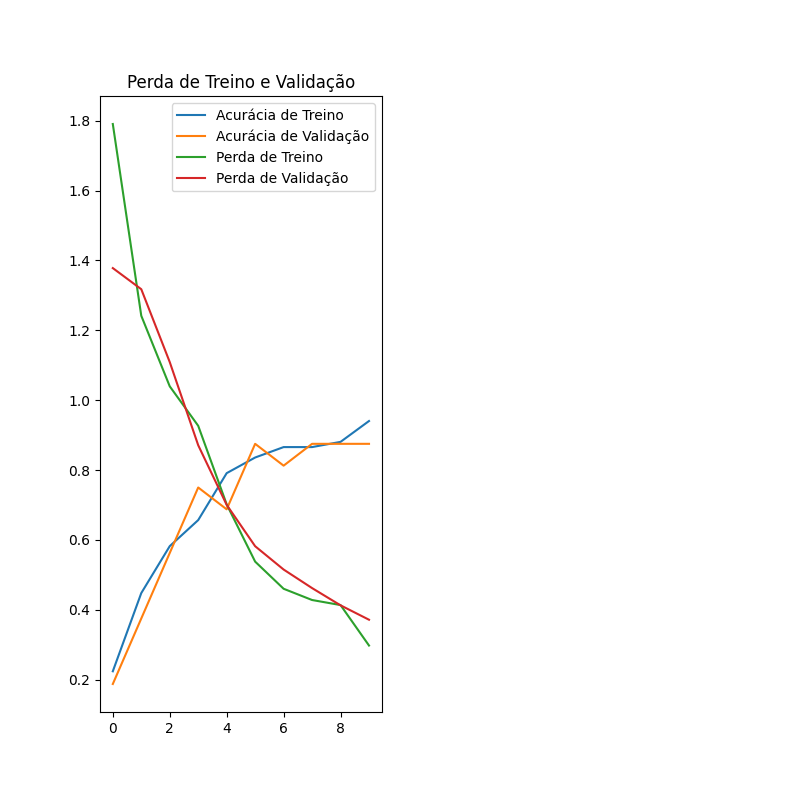 Perda de Treino e Validação
Acurácia de Treino
Acurácia de Validação
Perda de Treino
Perda de Validação
1.8
1.6
1.4
1.2
1.0
0.8
0.6
0.4
0.2
0 2 4 6 8